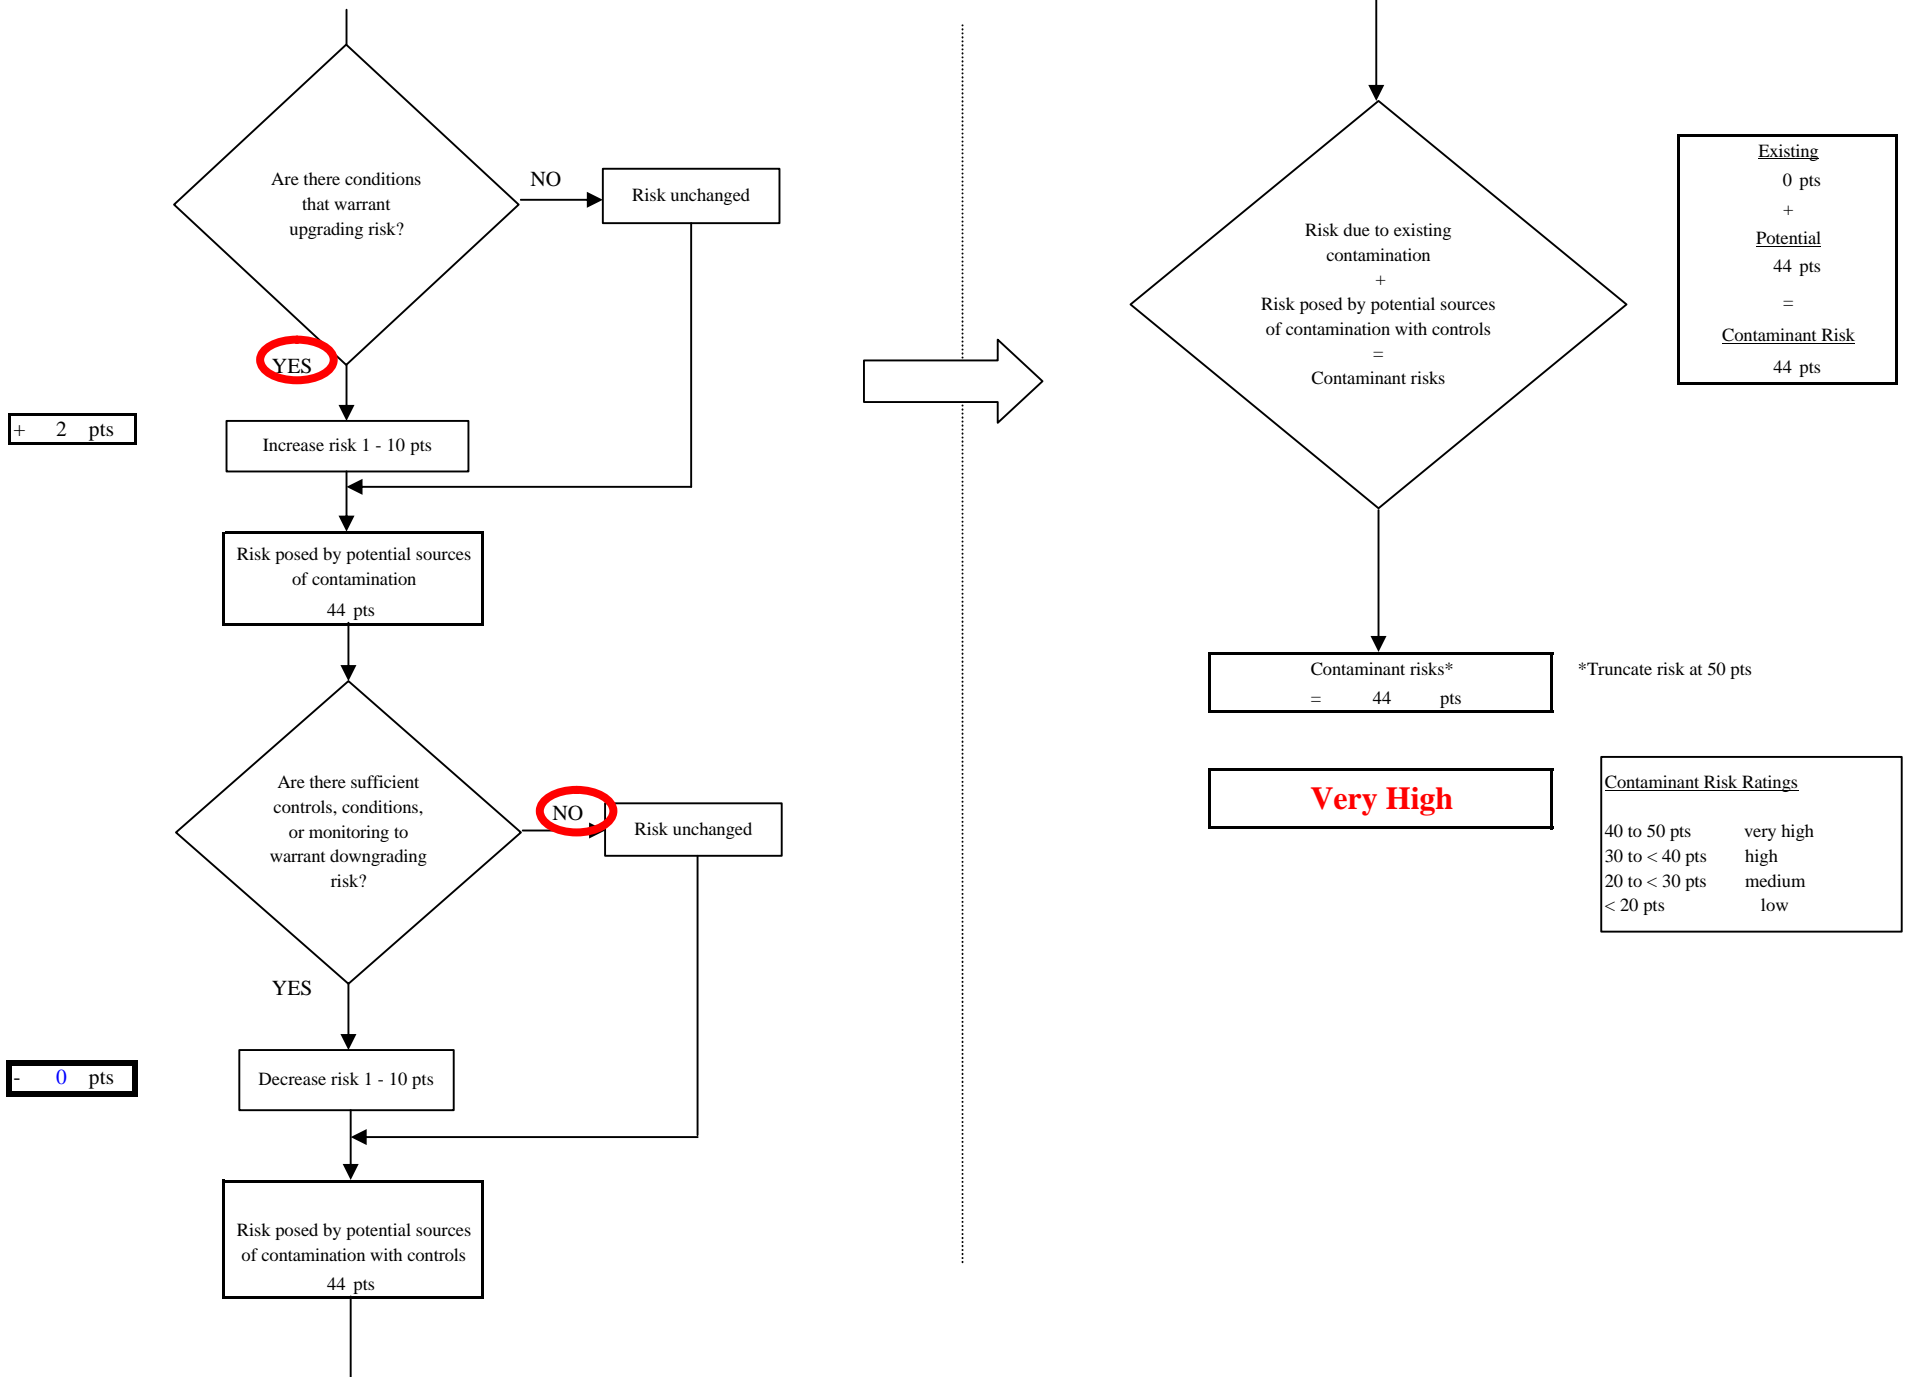 Are there conditions
that warrant
upgrading risk?
NO
Risk unchanged
YES
+ 2 pts
Increase risk 1 - 10 pts
Risk posed by potential sources
of contamination
44 pts
Are there sufficient
controls, conditions,
or monitoring to
warrant downgrading
risk?
NO
Risk unchanged
YES
- 0 pts
Decrease risk 1 - 10 pts
Risk posed by potential sources
of contamination with controls
44 pts
Risk due to existing
contamination
+
Risk posed by potential sources
of contamination with controls
=
Contaminant risks
Existing
0 pts
+
Potential
44 pts
=
Contaminant Risk
44 pts
Contaminant risks*
= 44 pts
*Truncate risk at 50 pts
Very High
Contaminant Risk Ratings
40 to 50 pts very high
30 to < 40 pts high
20 to < 30 pts medium
< 20 pts low